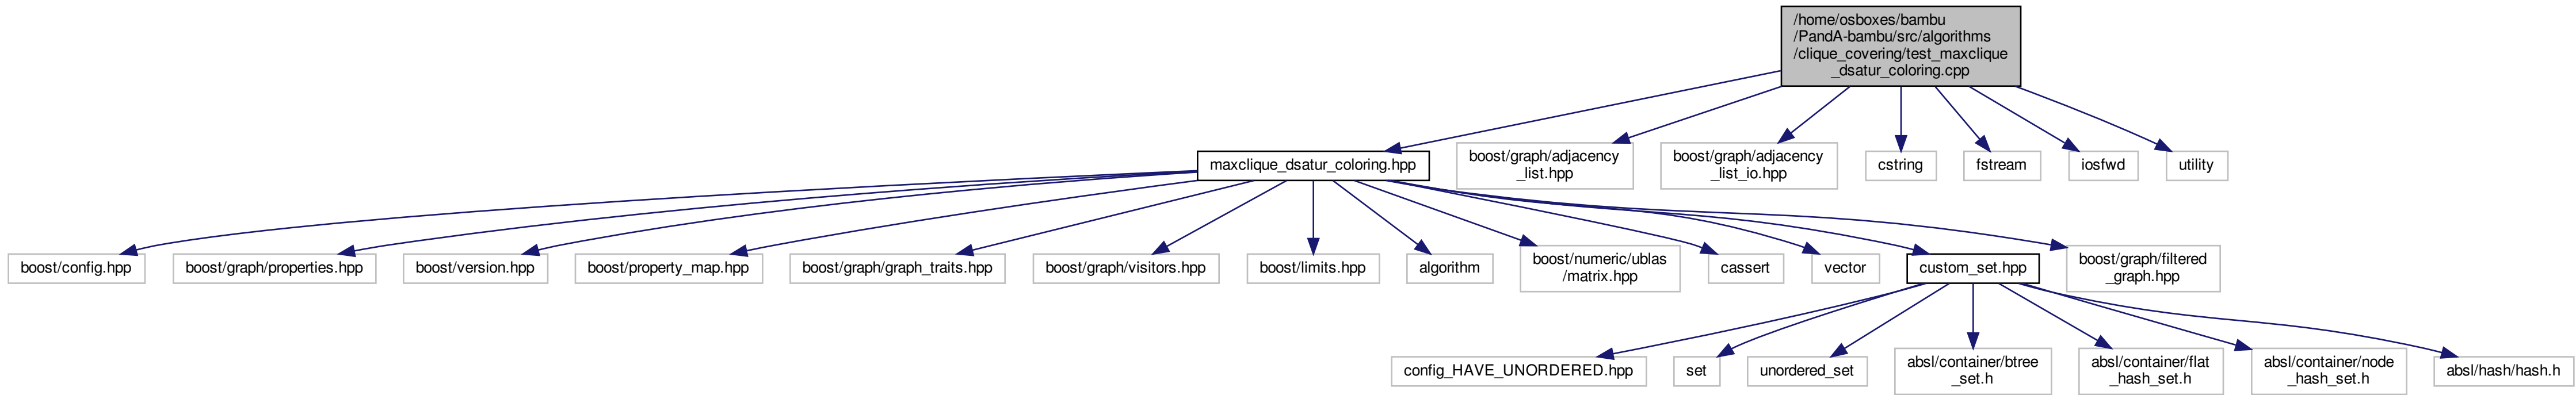 /home/osboxes/bambu
/PandA-bambu/src/algorithms
/clique_covering/test_maxclique
_dsatur_coloring.cpp
maxclique_dsatur_coloring.hpp
boost/graph/adjacency
_list.hpp
boost/graph/adjacency
_list_io.hpp
cstring
fstream
iosfwd
utility
boost/config.hpp
boost/graph/properties.hpp
boost/version.hpp
boost/property_map.hpp
boost/graph/graph_traits.hpp
boost/graph/visitors.hpp
boost/limits.hpp
algorithm
boost/numeric/ublas
/matrix.hpp
cassert
vector
custom_set.hpp
boost/graph/filtered
_graph.hpp
config_HAVE_UNORDERED.hpp
set
unordered_set
absl/container/btree
_set.h
absl/container/flat
_hash_set.h
absl/container/node
_hash_set.h
absl/hash/hash.h